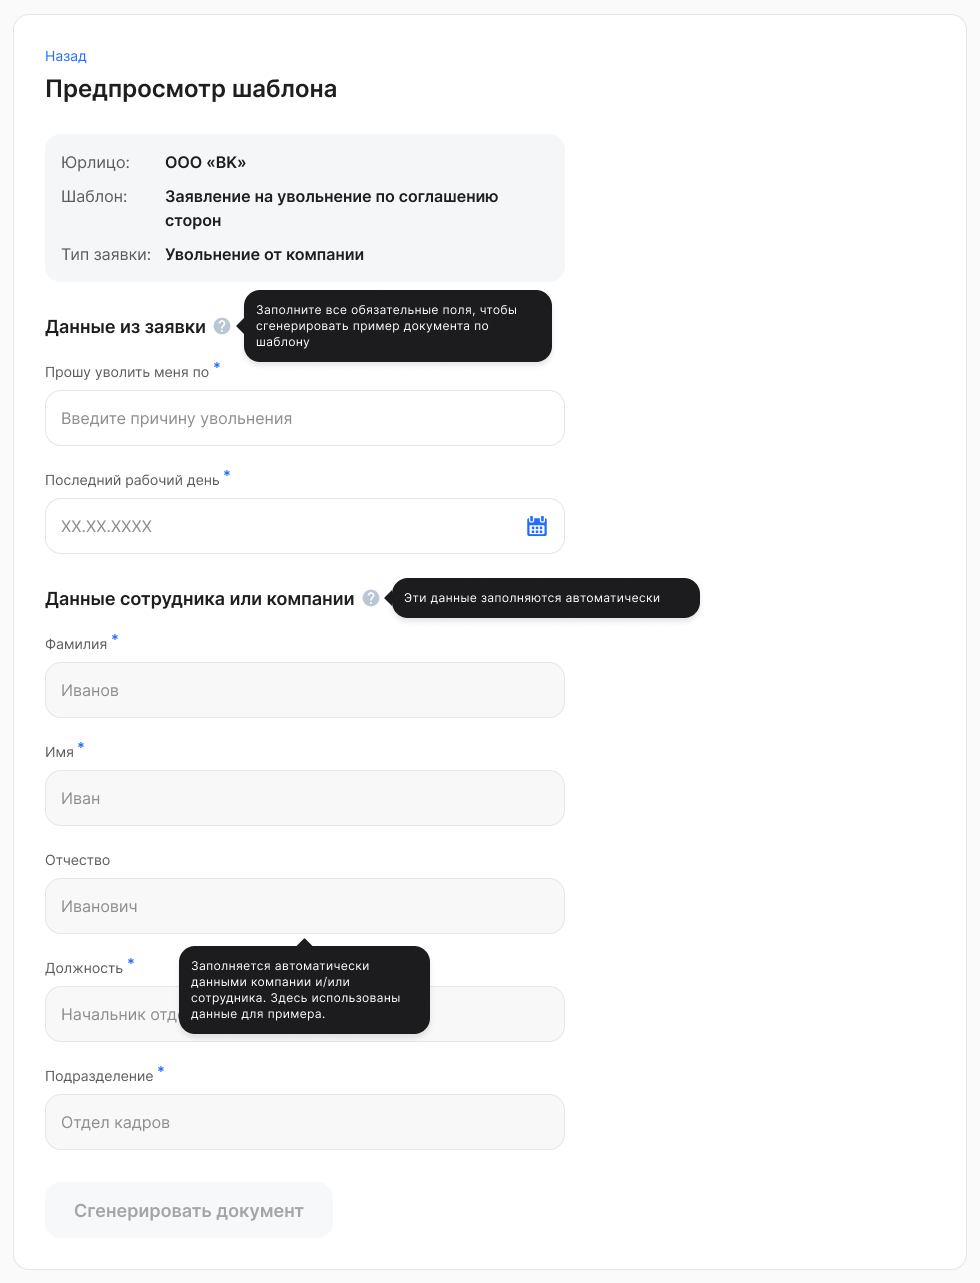 Назад
Предпросмотр шаблона
Юрлицо: ООО «ВК»
Шаблон: Заявление на увольнение по соглашению
сторон
Тип заявки: Увольнение от компании
Данные из заявки ?
Заполните все обязательные поля, чтобы
сгенерировать пример документа по
шаблону
Прошу уволить меня по *
Введите причину увольнения
Последний рабочий день *
XX.XX.XXXX
Данные сотрудника или компании ?
Эти данные заполняются автоматически
Фамилия *
Иванов
Имя *
Иван
Отчество
Иванович
Заполняется автоматически
данными компании и/или
сотрудника. Здесь использованы
данные для примера.
Должность *
Начальник
Подразделение *
Отдел кадров
Сгенерировать документ